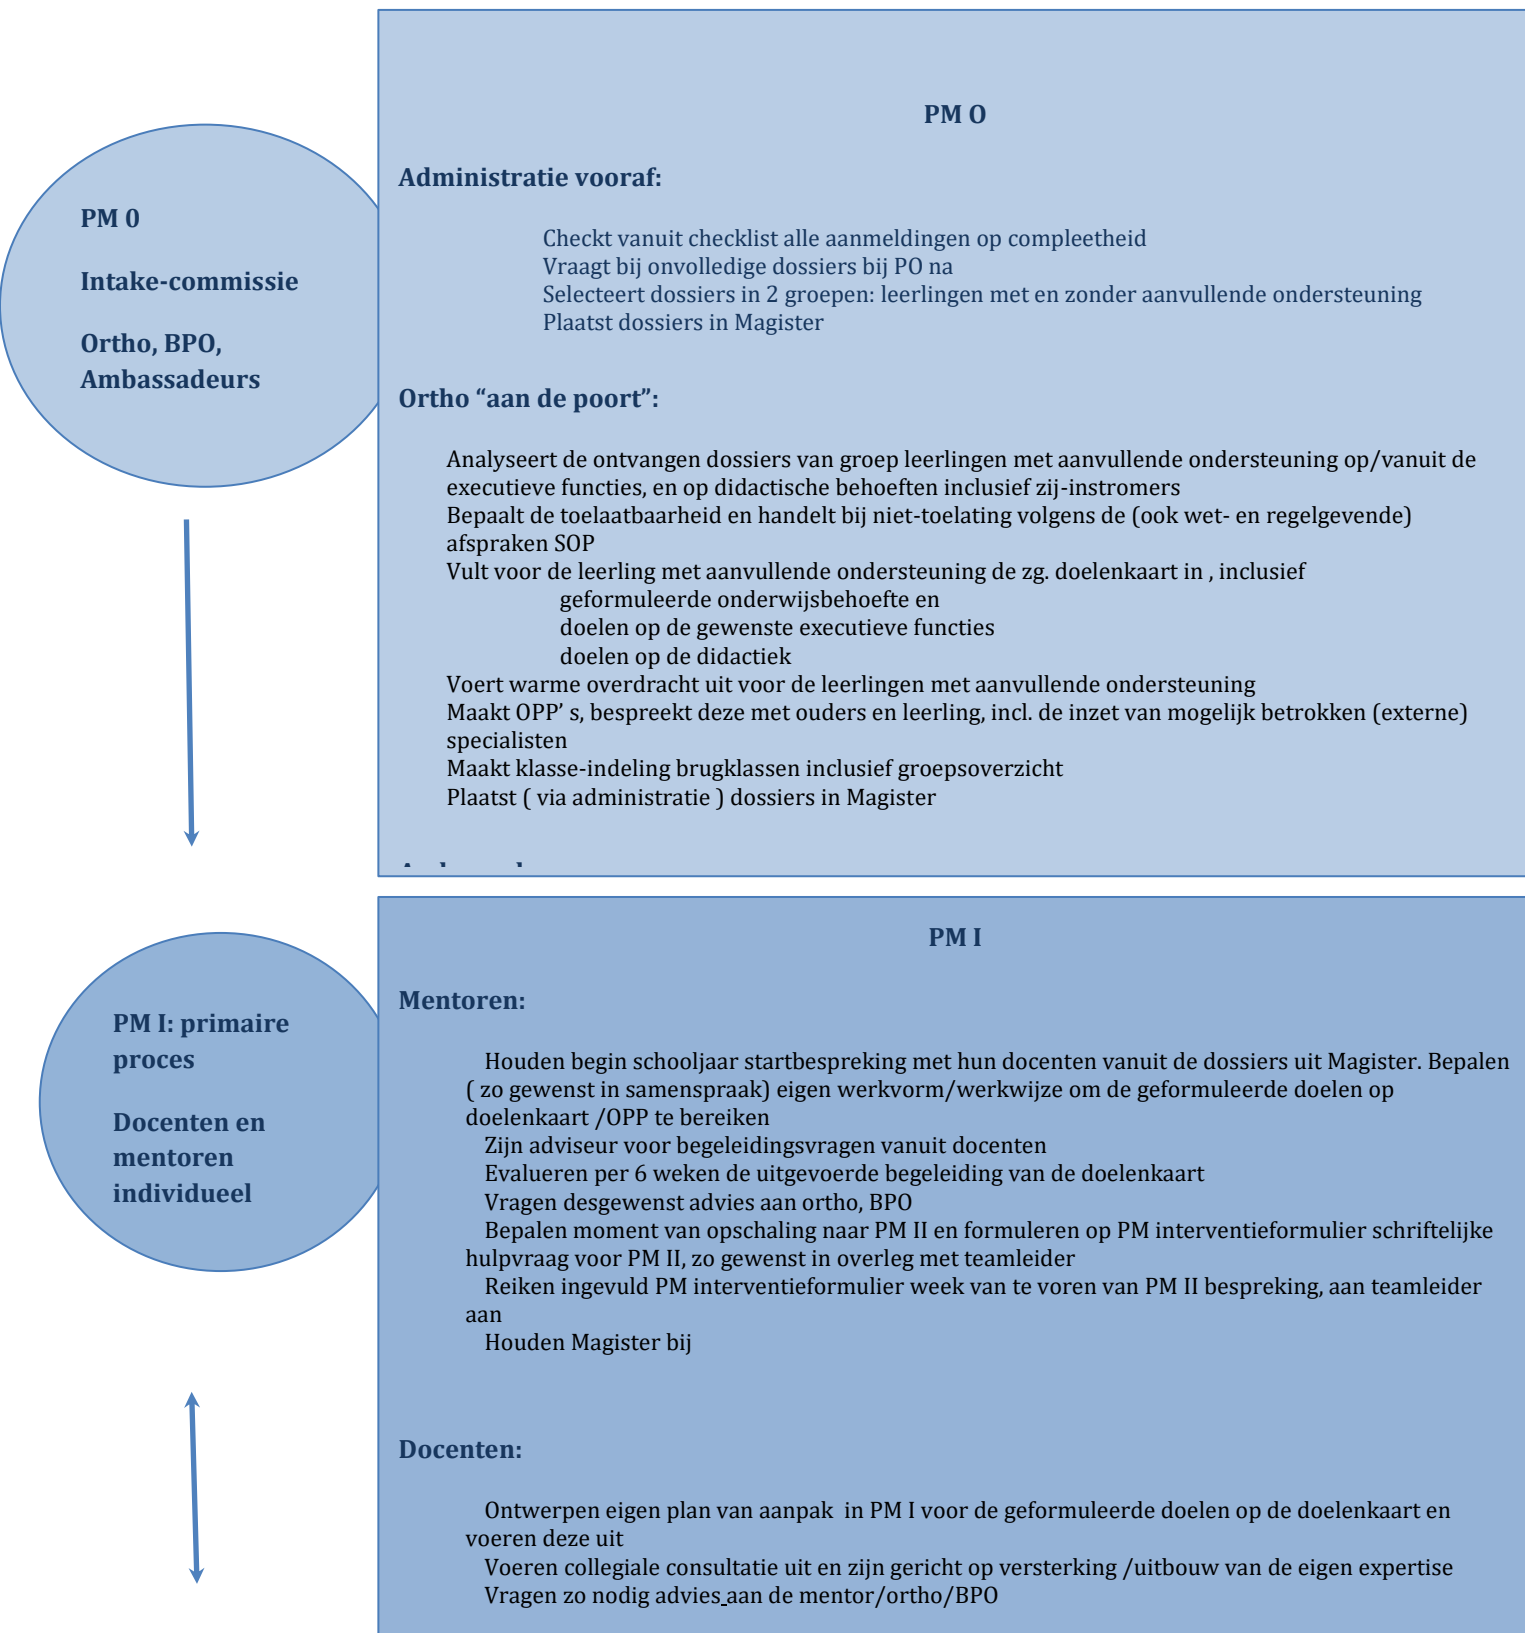 PM 0
Intake-commissie
Ortho, BPO,
Ambassadeurs
PM O
Administratie vooraf:
Checkt vanuit checklist alle aanmeldingen op compleetheid
Vraagt bij onvolledige dossiers bij PO na
Selecteert dossiers in 2 groepen: leerlingen met en zonder aanvullende ondersteuning
Plaatst dossiers in Magister
Ortho “aan de poort”:
Analyseert de ontvangen dossiers van groep leerlingen met aanvullende ondersteuning op/vanuit de
executieve functies, en op didactische behoeften inclusief zij-instromers
Bepaalt de toelaatbaarheid en handelt bij niet-toelating volgens de (ook wet- en regelgevende)
afspraken SOP
Vult voor de leerling met aanvullende ondersteuning de zg. doelenkaart in , inclusief
geformuleerde onderwijsbehoefte en
doelen op de gewenste executieve functies
doelen op de didactiek
Voert warme overdracht uit voor de leerlingen met aanvullende ondersteuning
Maakt OPP’ s, bespreekt deze met ouders en leerling, incl. de inzet van mogelijk betrokken (externe)
specialisten
Maakt klasse-indeling brugklassen inclusief groepsoverzicht
Plaatst ( via administratie ) dossiers in Magister
PM I: primaire
proces
Docenten en
mentoren
individueel
PM I
Mentoren:
Houden begin schooljaar startbespreking met hun docenten vanuit de dossiers uit Magister. Bepalen
( zo gewenst in samenspraak) eigen werkvorm/werkwijze om de geformuleerde doelen op
doelenkaart /OPP te bereiken
Zijn adviseur voor begeleidingsvragen vanuit docenten
Evalueren per 6 weken de uitgevoerde begeleiding van de doelenkaart
Vragen desgewenst advies aan ortho, BPO
Bepalen moment van opschaling naar PM II en formuleren op PM interventieformulier schriftelijke
hulpvraag voor PM II, zo gewenst in overleg met teamleider
Reiken ingevuld PM interventieformulier week van te voren van PM II bespreking, aan teamleider
aan
Houden Magister bij
Docenten:
Ontwerpen eigen plan van aanpak in PM I voor de geformuleerde doelen op de doelenkaart en
voeren deze uit
Voeren collegiale consultatie uit en zijn gericht op versterking /uitbouw van de eigen expertise
Vragen zo nodig advies aan de mentor/ortho/BPO